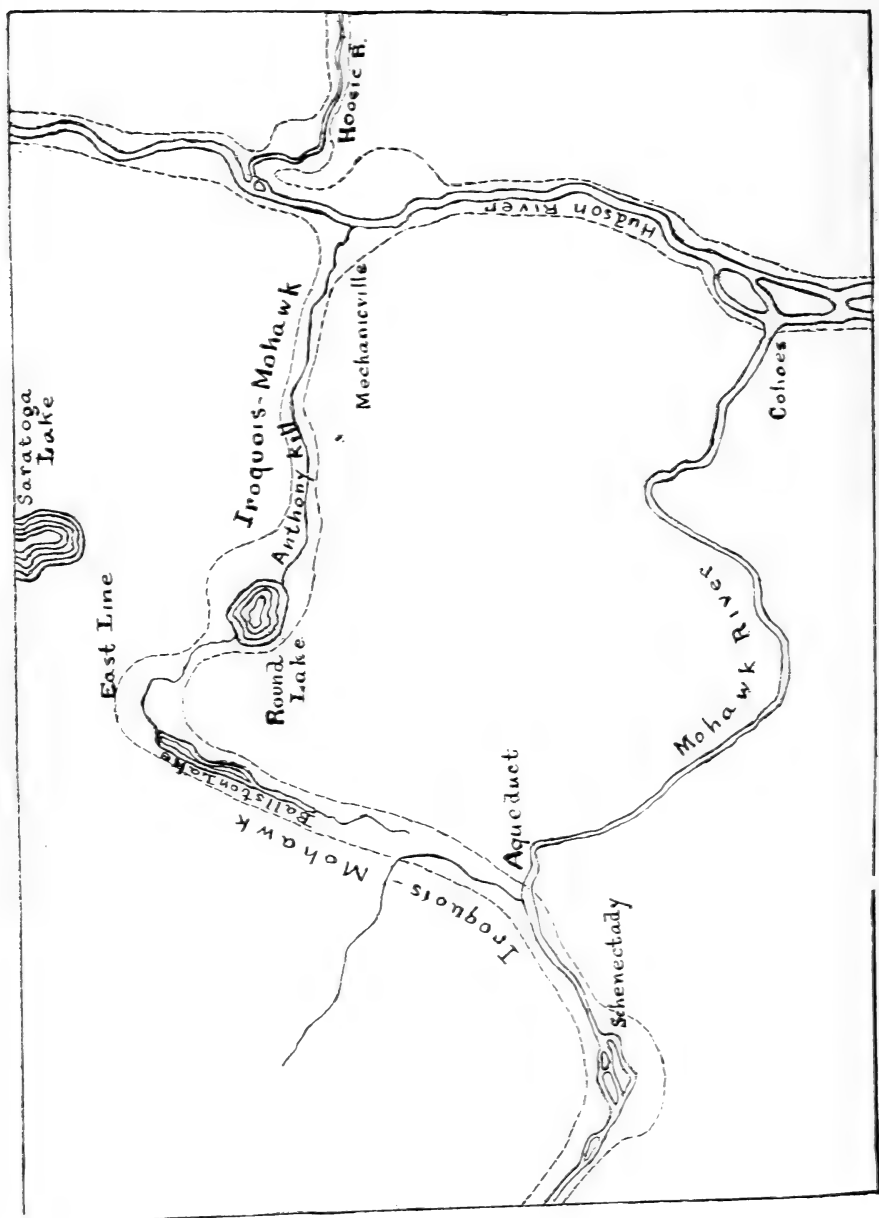 Saratoga
Lake
East Line
Round
Lake
Ballston Lake
Iroquois-Mohawk
Anthony Kill
Mechanicville
Hoosic R.
Hudson River
Iroquois - Mohawk
Aqueduct
Schenectady
Mohawk River
Cohoes